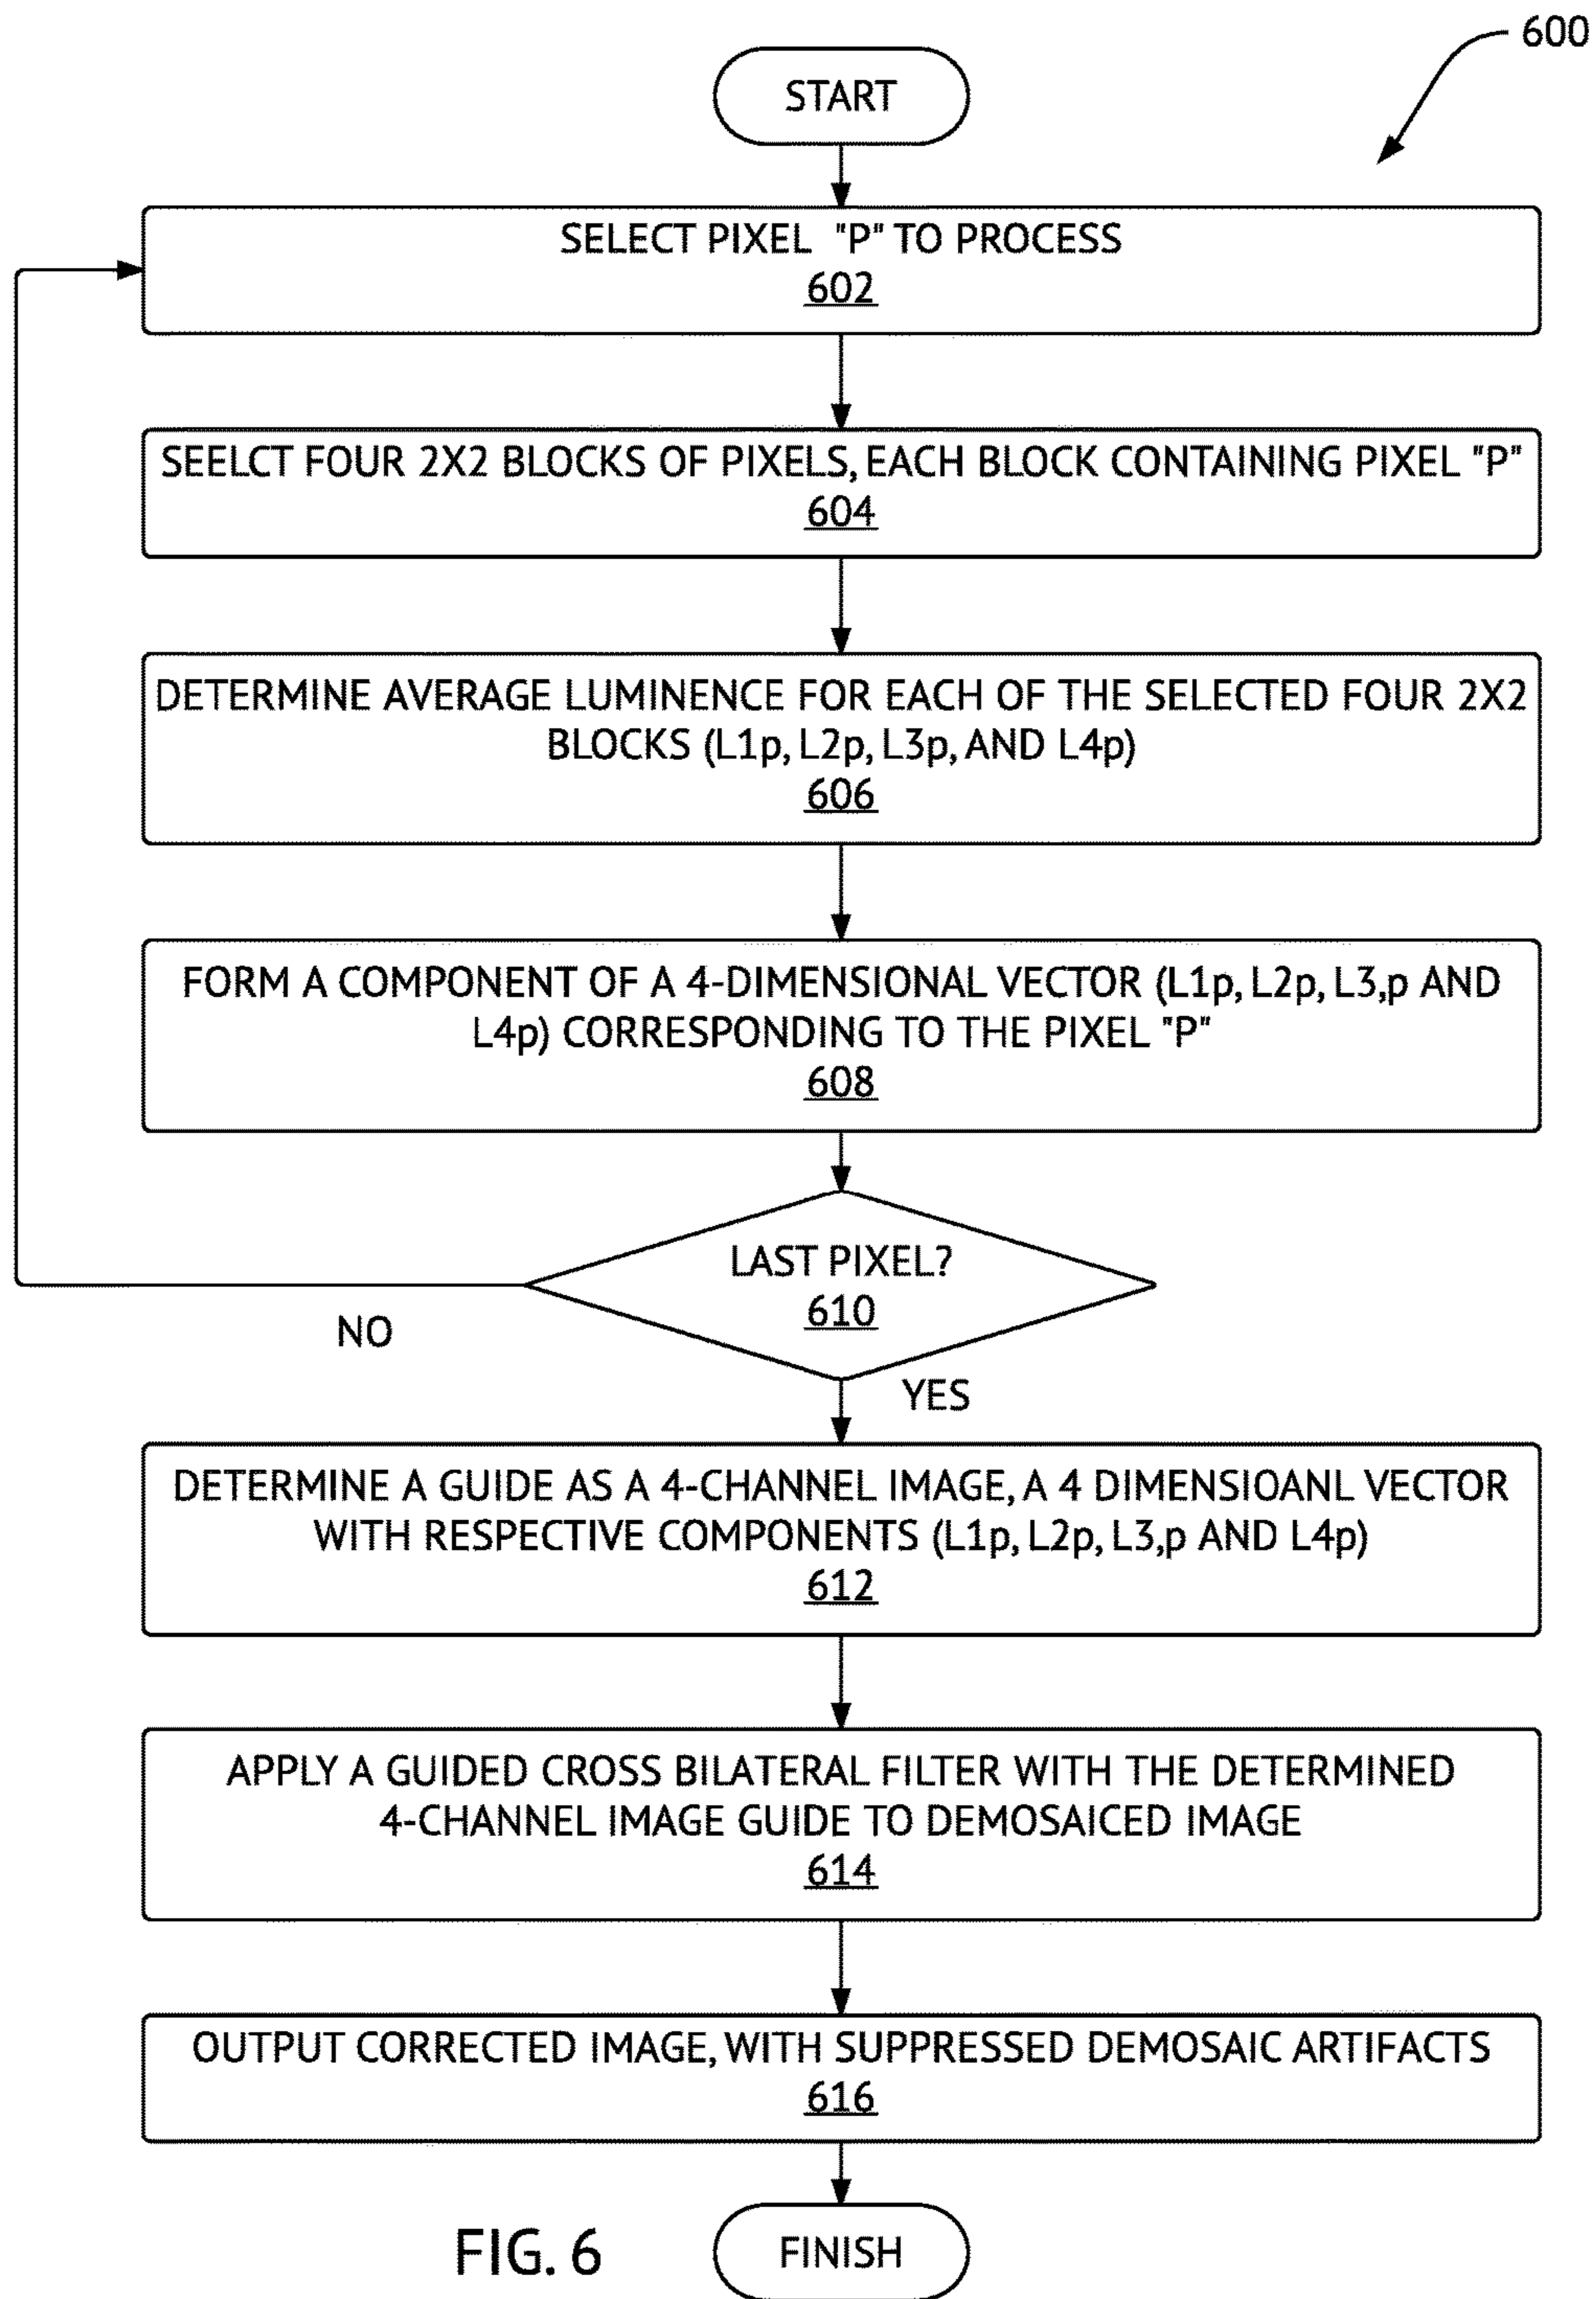 600
START
SELECT PIXEL "P" TO PROCESS
602
SEELCT FOUR 2X2 BLOCKS OF PIXELS, EACH BLOCK CONTAINING PIXEL "P"
604
DETERMINE AVERAGE LUMINENCE FOR EACH OF THE SELECTED FOUR 2X2
BLOCKS (L1p, L2p, L3p, AND L4p)
606
FORM A COMPONENT OF A 4-DIMENSIONAL VECTOR (L1p, L2p, L3,p AND
L4p) CORRESPONDING TO THE PIXEL "P"
608
LAST PIXEL?
610
NO
YES
DETERMINE A GUIDE AS A 4-CHANNEL IMAGE, A 4 DIMENSIOANL VECTOR
WITH RESPECTIVE COMPONENTS (L1p, L2p, L3,p AND L4p)
612
APPLY A GUIDED CROSS BILATERAL FILTER WITH THE DETERMINED
4-CHANNEL IMAGE GUIDE TO DEMOSAICED IMAGE
614
OUTPUT CORRECTED IMAGE, WITH SUPPRESSED DEMOSAIC ARTIFACTS
616
FIG. 6
FINISH